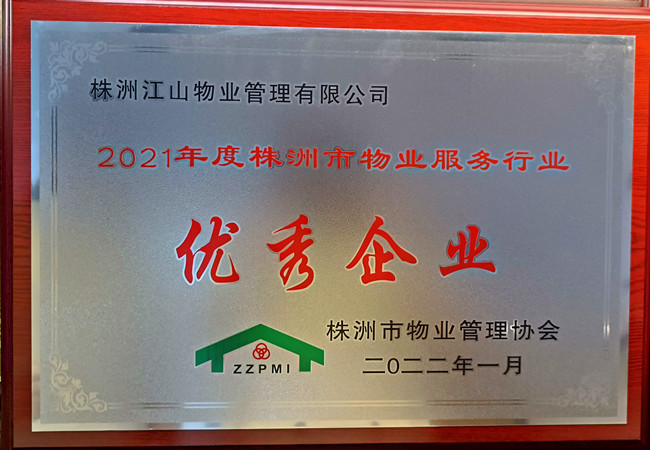 株洲江山物业管理有限公司
2021年度株洲市物业服务行业
优秀企业
株洲市物业管理协会
ZZPMI
二〇二二年一月